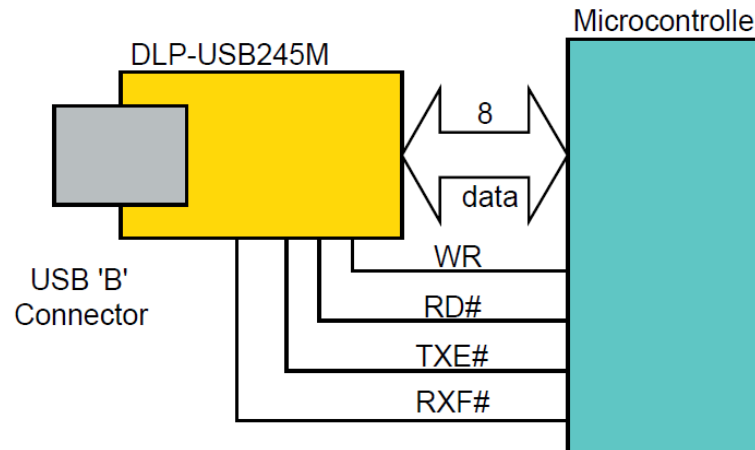 Microcontrolle
DLP-USB245M
8
data
WR
USB 'B'
Connector
RD#
TXE#
RXF#